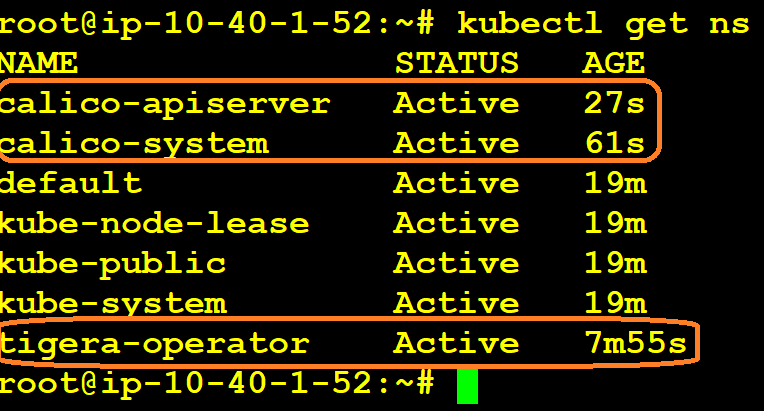 root@ip-10-40-1-52:~# kubectl get ns
NAME STATUS AGE
calico-apiserver Active 27s
calico-system Active 61s
default Active 19m
kube-node-lease Active 19m
kube-public Active 19m
kube-system Active 19m
tigera-operator Active 7m55s
root@ip-10-40-1-52:~#